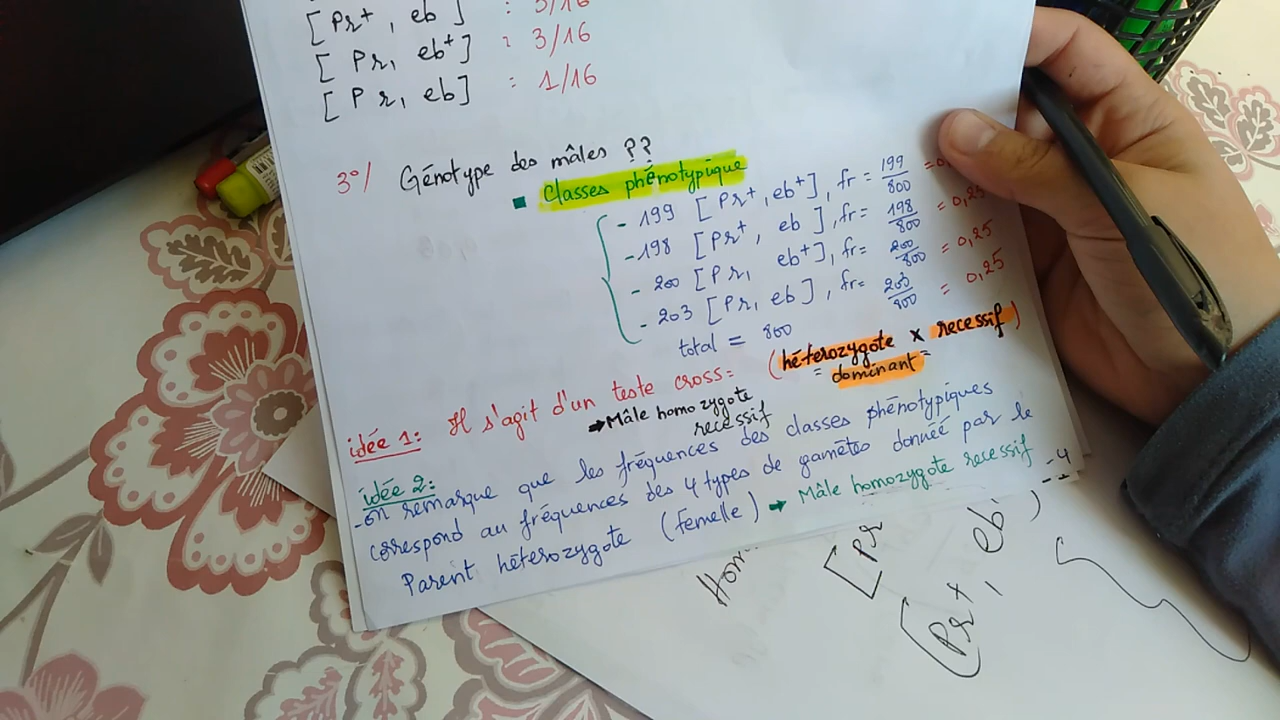 [Pr+, eb] : 3/16
[Pr, eb+] : 3/16
[Pr, eb] : 1/16
3°/ Génotype des mâles ??
Classes phénotypique
- 199 [Pr+, eb+], fr = 199/800 =
- 198 [Pr+, eb], fr = 198/800 = 0,25
- 200 [Pr, eb+], fr = 200/800 = 0,25
- 203 [Pr, eb], fr = 203/800 = 0,25
total = 800
idée 1: Il s'agit d'un teste cross: (hétérozygote x recessif)
= dominant =
➡ Mâle homozygote
recessif
idée 2:
- on remarque que les fréquences des classes phénotypiques
correspond au fréquences des 4 types de gamètes donnée par le
Parent hétérozygote (femelle) ➡ Mâle homozygote recessif
[Pr
eb)
(Pr+,